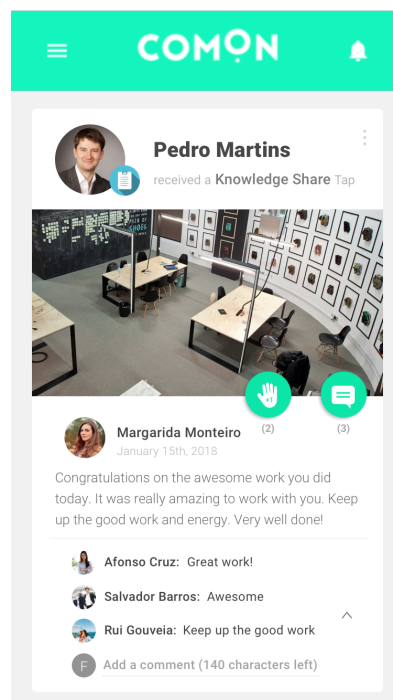 COMON
Pedro Martins
received a Knowledge Share Tap
SHOES
(2)
(3)
Margarida Monteiro
January 15th, 2018
Congratulations on the awesome work you did
today. It was really amazing to work with you. Keep
up the good work and energy. Very well done!
Afonso Cruz: Great work!
Salvador Barros: Awesome
Rui Gouveia: Keep up the good work
F
Add a comment (140 characters left)